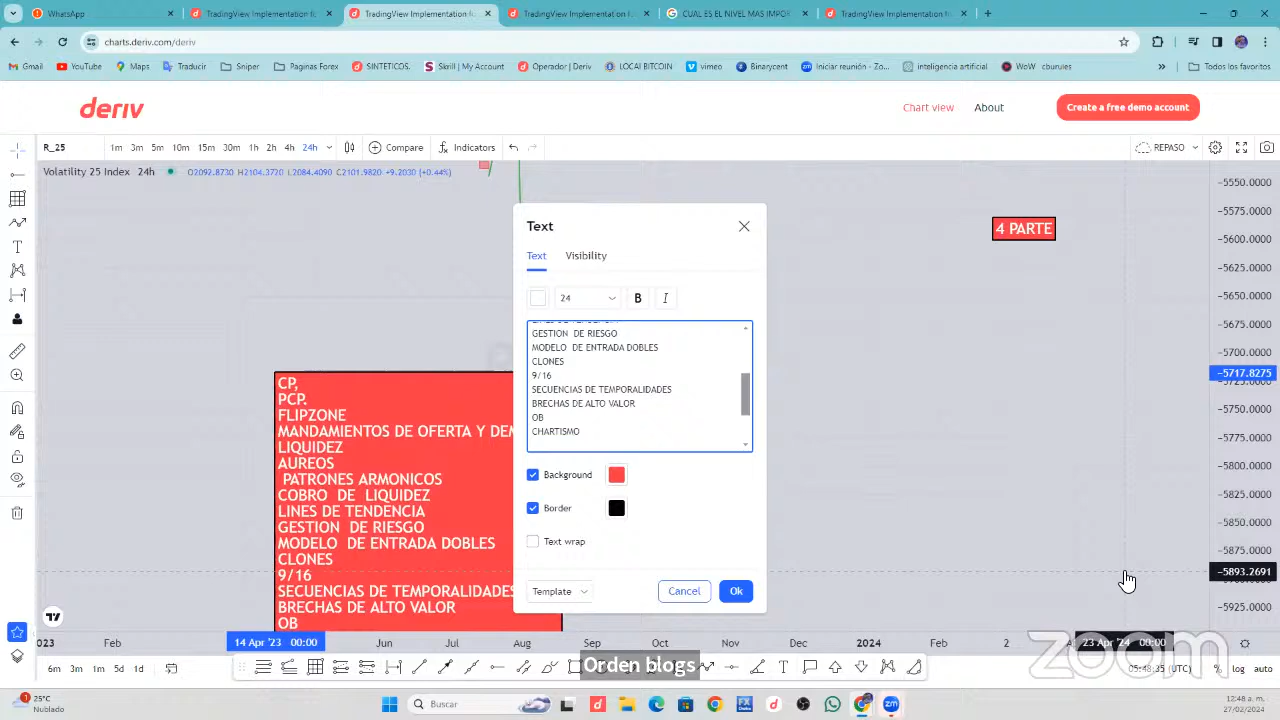 WhatsApp
TradingView Implementation f
TradingView Implementation f
TradingView Implementation f
CUAL ES EL NIVEL MAS IMPOR
TradingView Implementation f
charts.deriv.com/deriv
Gmail
YouTube
Maps
Traducir
Sniper
Paginas Forex
SINTETICOS.
Skrill | My Account
Operador | Deriv
LOCAl BITCOIN
vimeo
Binarycent
Iniciar reunión - Zo...
inteligencia artificial
WoW cburules
Todos los favoritos
deriv
Chart view
About
Create a free demo account
R_25
1m 3m 5m 10m 15m 30m 1h 2h 4h 24h
Compare
Indicators
REPASO
Volatility 25 Index 24h
O2092.8730 H2104.3720 L2084.4090 C2101.9820 +9.2030 (+0.44%)
4 PARTE
Text
Text
Visibility
24
B
I
GESTION DE RIESGO
MODELO DE ENTRADA DOBLES
CLONES
9/16
SECUENCIAS DE TEMPORALIDADES
BRECHAS DE ALTO VALOR
OB
CHARTISMO
Background
Border
Text wrap
Template
Cancel
Ok
CP,
PCP.
FLIPZONE
MANDAMIENTOS DE OFERTA Y DEM
LIQUIDEZ
AUREOS
PATRONES ARMONICOS
COBRO DE LIQUIDEZ
LINES DE TENDENCIA
GESTION DE RIESGO
MODELO DE ENTRADA DOBLES
CLONES
9/16
SECUENCIAS DE TEMPORALIDADES
BRECHAS DE ALTO VALOR
OB
−5550.0000
−5575.0000
−5600.0000
−5625.0000
−5650.0000
−5675.0000
−5700.0000
−5717.8275
−5725.0000
−5750.0000
−5775.0000
−5800.0000
−5825.0000
−5850.0000
−5875.0000
−5893.2691
−5925.0000
023
Feb
14 Apr '23 00:00
Jun
Jul
Aug
Sep
Oct
Nov
Dec
2024
Feb
2
23 Apr '24 00:00
6m 3m 1m 5d 1d
05:48:35 (UTC)
%
log
auto
Orden blogs
zoom
1
25°C
Nublado
Buscar
12:48 a. m.
27/02/2024